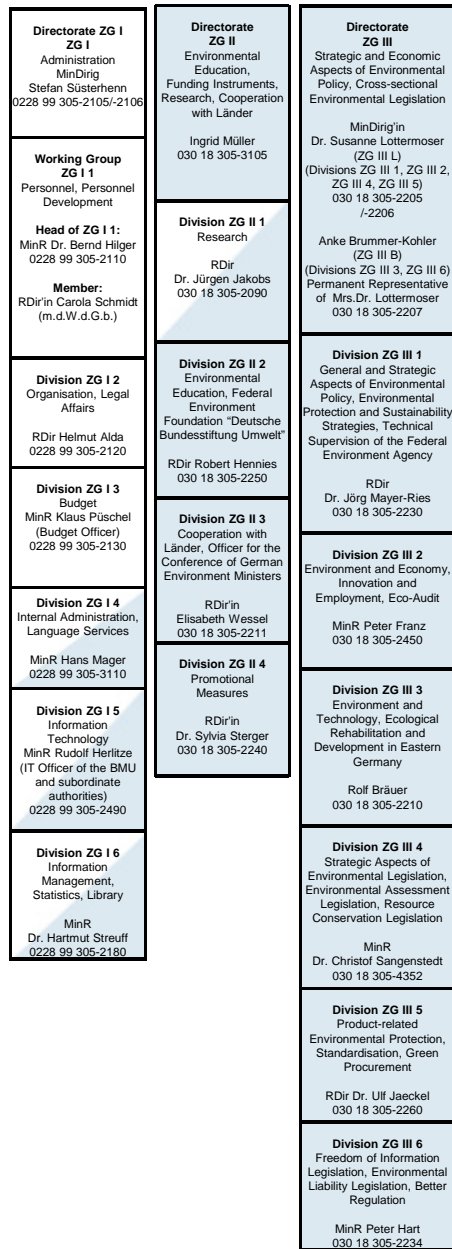 Directorate ZG I
ZG I
Administration
MinDirig
Stefan Süsterhenn
0228 99 305-2105/-2106
Working Group
ZG I 1
Personnel, Personnel
Development
Head of ZG I 1:
MinR Dr. Bernd Hilger
0228 99 305-2110
Member:
RDir'in Carola Schmidt
(m.d.W.d.G.b.)
Division ZG I 2
Organisation, Legal
Affairs
RDir Helmut Alda
0228 99 305-2120
Division ZG I 3
Budget
MinR Klaus Püschel
(Budget Officer)
0228 99 305-2130
Division ZG I 4
Internal Administration,
Language Services
MinR Hans Mager
0228 99 305-3110
Division ZG I 5
Information
Technology
MinR Rudolf Herlitze
(IT Officer of the BMU
and subordinate
authorities)
0228 99 305-2490
Division ZG I 6
Information
Management,
Statistics, Library
MinR
Dr. Hartmut Streuff
0228 99 305-2180
Directorate
ZG II
Environmental
Education,
Funding Instruments,
Research, Cooperation
with Länder
Ingrid Müller
030 18 305-3105
Division ZG II 1
Research
RDir
Dr. Jürgen Jakobs
030 18 305-2090
Division ZG II 2
Environmental
Education, Federal
Environment
Foundation “Deutsche
Bundesstiftung Umwelt”
RDir Robert Hennies
030 18 305-2250
Division ZG II 3
Cooperation with
Länder, Officer for the
Conference of German
Environment Ministers
RDir'in
Elisabeth Wessel
030 18 305-2211
Division ZG II 4
Promotional
Measures
RDir'in
Dr. Sylvia Sterger
030 18 305-2240
Directorate
ZG III
Strategic and Economic
Aspects of Environmental
Policy, Cross-sectional
Environmental Legislation
MinDirig'in
Dr. Susanne Lottermoser
(ZG III L)
(Divisions ZG III 1, ZG III 2,
ZG III 4, ZG III 5)
030 18 305-2205
/-2206
Anke Brummer-Kohler
(ZG III B)
(Divisions ZG III 3, ZG III 6)
Permanent Representative
of Mrs.Dr. Lottermoser
030 18 305-2207
Division ZG III 1
General and Strategic
Aspects of Environmental
Policy, Environmental
Protection and Sustainability
Strategies, Technical
Supervision of the Federal
Environment Agency
RDir
Dr. Jörg Mayer-Ries
030 18 305-2230
Division ZG III 2
Environment and Economy,
Innovation and
Employment, Eco-Audit
MinR Peter Franz
030 18 305-2450
Division ZG III 3
Environment and
Technology, Ecological
Rehabilitation and
Development in Eastern
Germany
Rolf Bräuer
030 18 305-2210
Division ZG III 4
Strategic Aspects of
Environmental Legislation,
Environmental Assessment
Legislation, Resource
Conservation Legislation
MinR
Dr. Christof Sangenstedt
030 18 305-4352
Division ZG III 5
Product-related
Environmental Protection,
Standardisation, Green
Procurement
RDir Dr. Ulf Jaeckel
030 18 305-2260
Division ZG III 6
Freedom of Information
Legislation, Environmental
Liability Legislation, Better
Regulation
MinR Peter Hart
030 18 305-2234